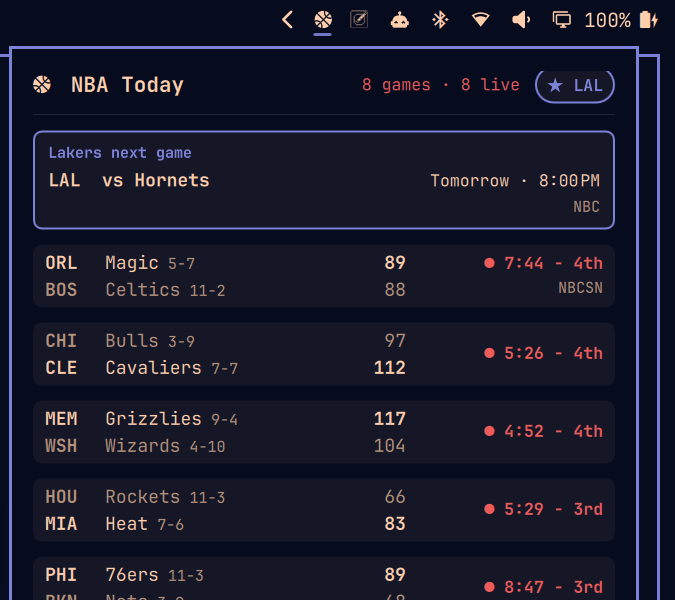 100%
NBA Today 8 games · 8 live ★ LAL
Lakers next game
LAL vs Hornets Tomorrow · 8:00PM
NBC
ORL Magic 5-7 89 7:44 - 4th
BOS Celtics 11-2 88 NBCSN
CHI Bulls 3-9 97 5:26 - 4th
CLE Cavaliers 7-7 112
MEM Grizzlies 9-4 117 4:52 - 4th
WSH Wizards 4-10 104
HOU Rockets 11-3 66 5:29 - 3rd
MIA Heat 7-6 83
PHI 76ers 11-3 89 8:47 - 3rd
BKN Nets